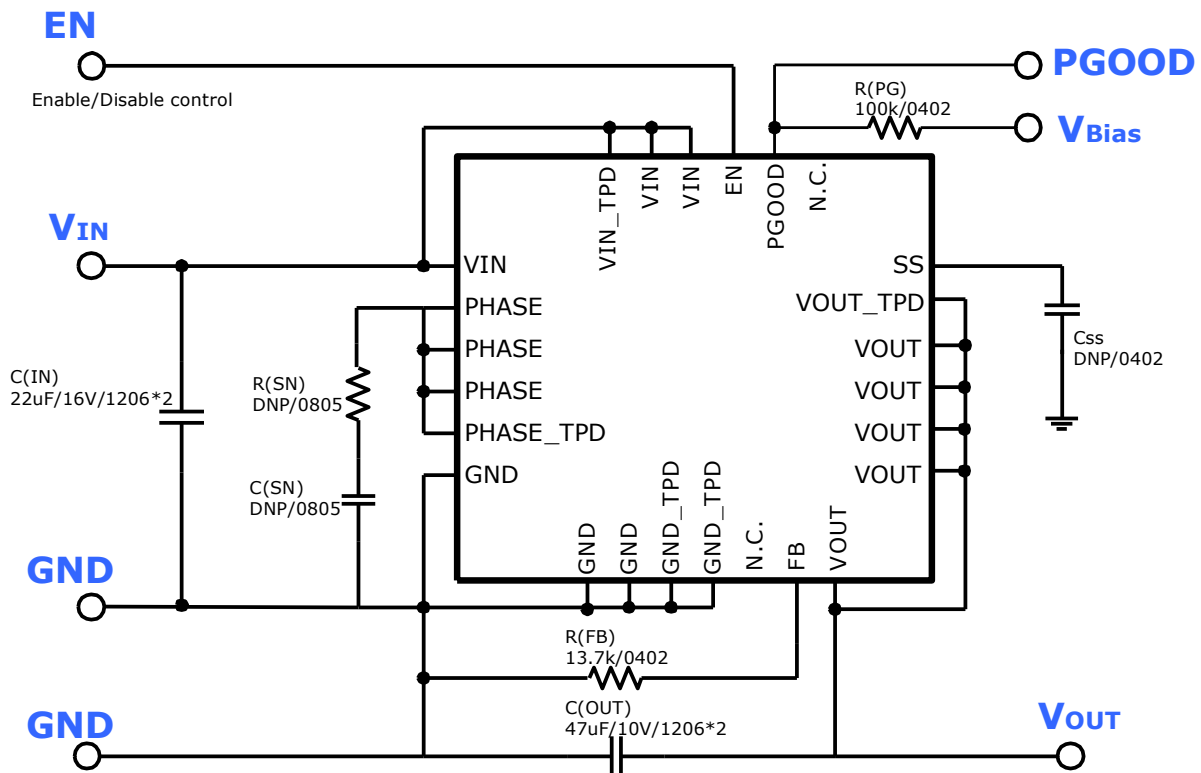 EN
Enable/Disable control
PGOOD
R(PG)
100k/0402
VBias
VIN_TPD
VIN
VIN
EN
PGOOD
N.C.
VIN
VIN
SS
PHASE
VOUT_TPD
PHASE
VOUT
Css
DNP/0402
C(IN)
22uF/16V/1206*2
R(SN)
DNP/0805
PHASE
VOUT
PHASE_TPD
VOUT
GND
VOUT
C(SN)
DNP/0805
GND
GND
GND_TPD
GND_TPD
N.C.
FB
VOUT
GND
R(FB)
13.7k/0402
C(OUT)
47uF/10V/1206*2
GND
VOUT